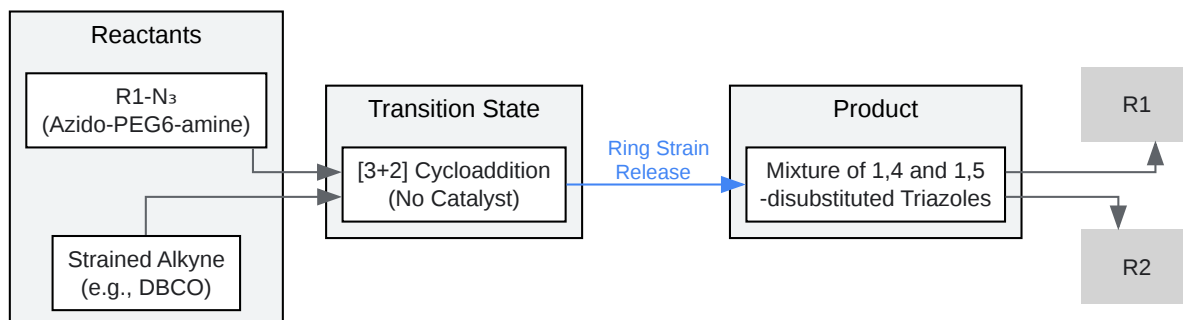 Reactants
R1-N₃
(Azido-PEG6-amine)
Strained Alkyne
(e.g., DBCO)
Transition State
[3+2] Cycloaddition
(No Catalyst)
Ring Strain
Release
Product
Mixture of 1,4 and 1,5
-disubstituted Triazoles
R1
R2